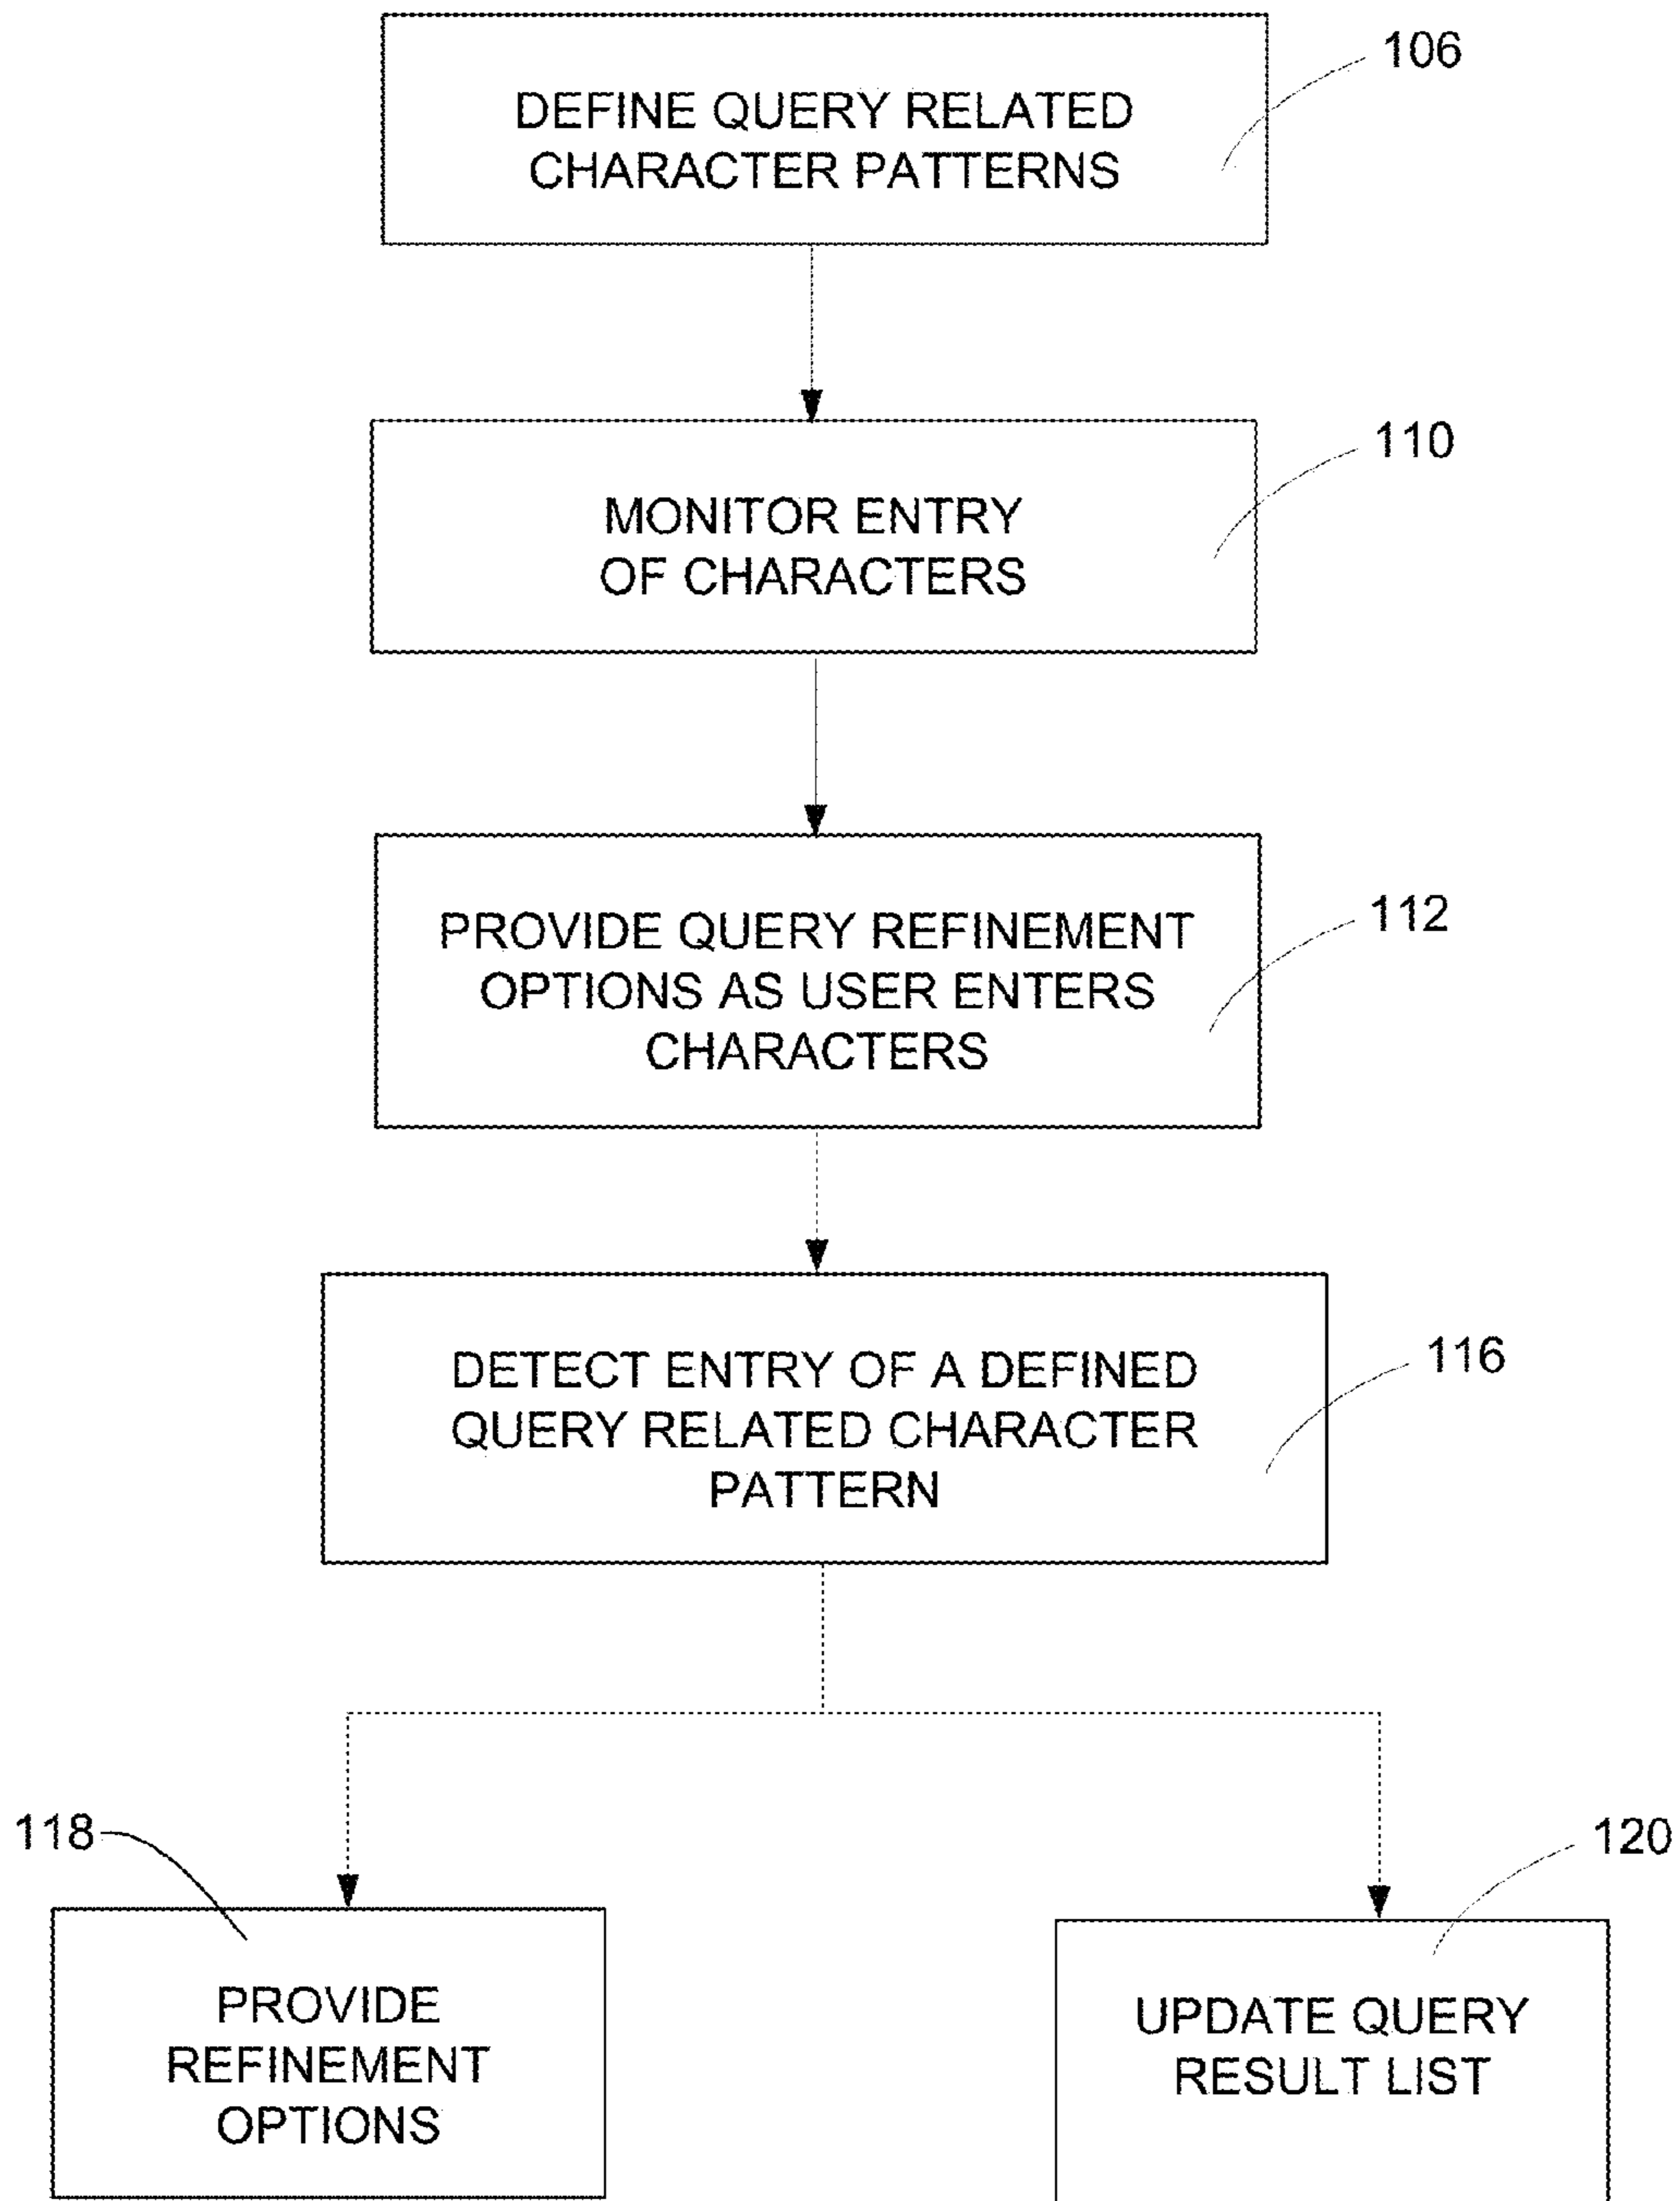 DEFINE QUERY RELATED
CHARACTER PATTERNS
106
MONITOR ENTRY
OF CHARACTERS
110
PROVIDE QUERY REFINEMENT
OPTIONS AS USER ENTERS
CHARACTERS
112
DETECT ENTRY OF A DEFINED
QUERY RELATED CHARACTER
PATTERN
116
118
PROVIDE
REFINEMENT
OPTIONS
120
UPDATE QUERY
RESULT LIST